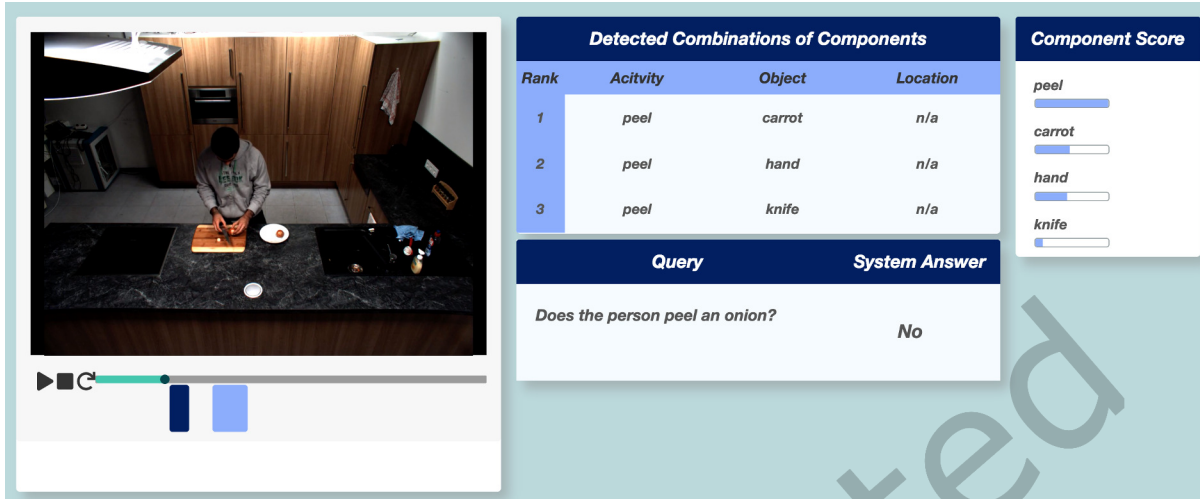 Detected Combinations of Components
Rank Acitvity Object Location
1 peel carrot n/a
2 peel hand n/a
3 peel knife n/a
Query System Answer
Does the person peel an onion? No
Component Score
peel
carrot
hand
knife